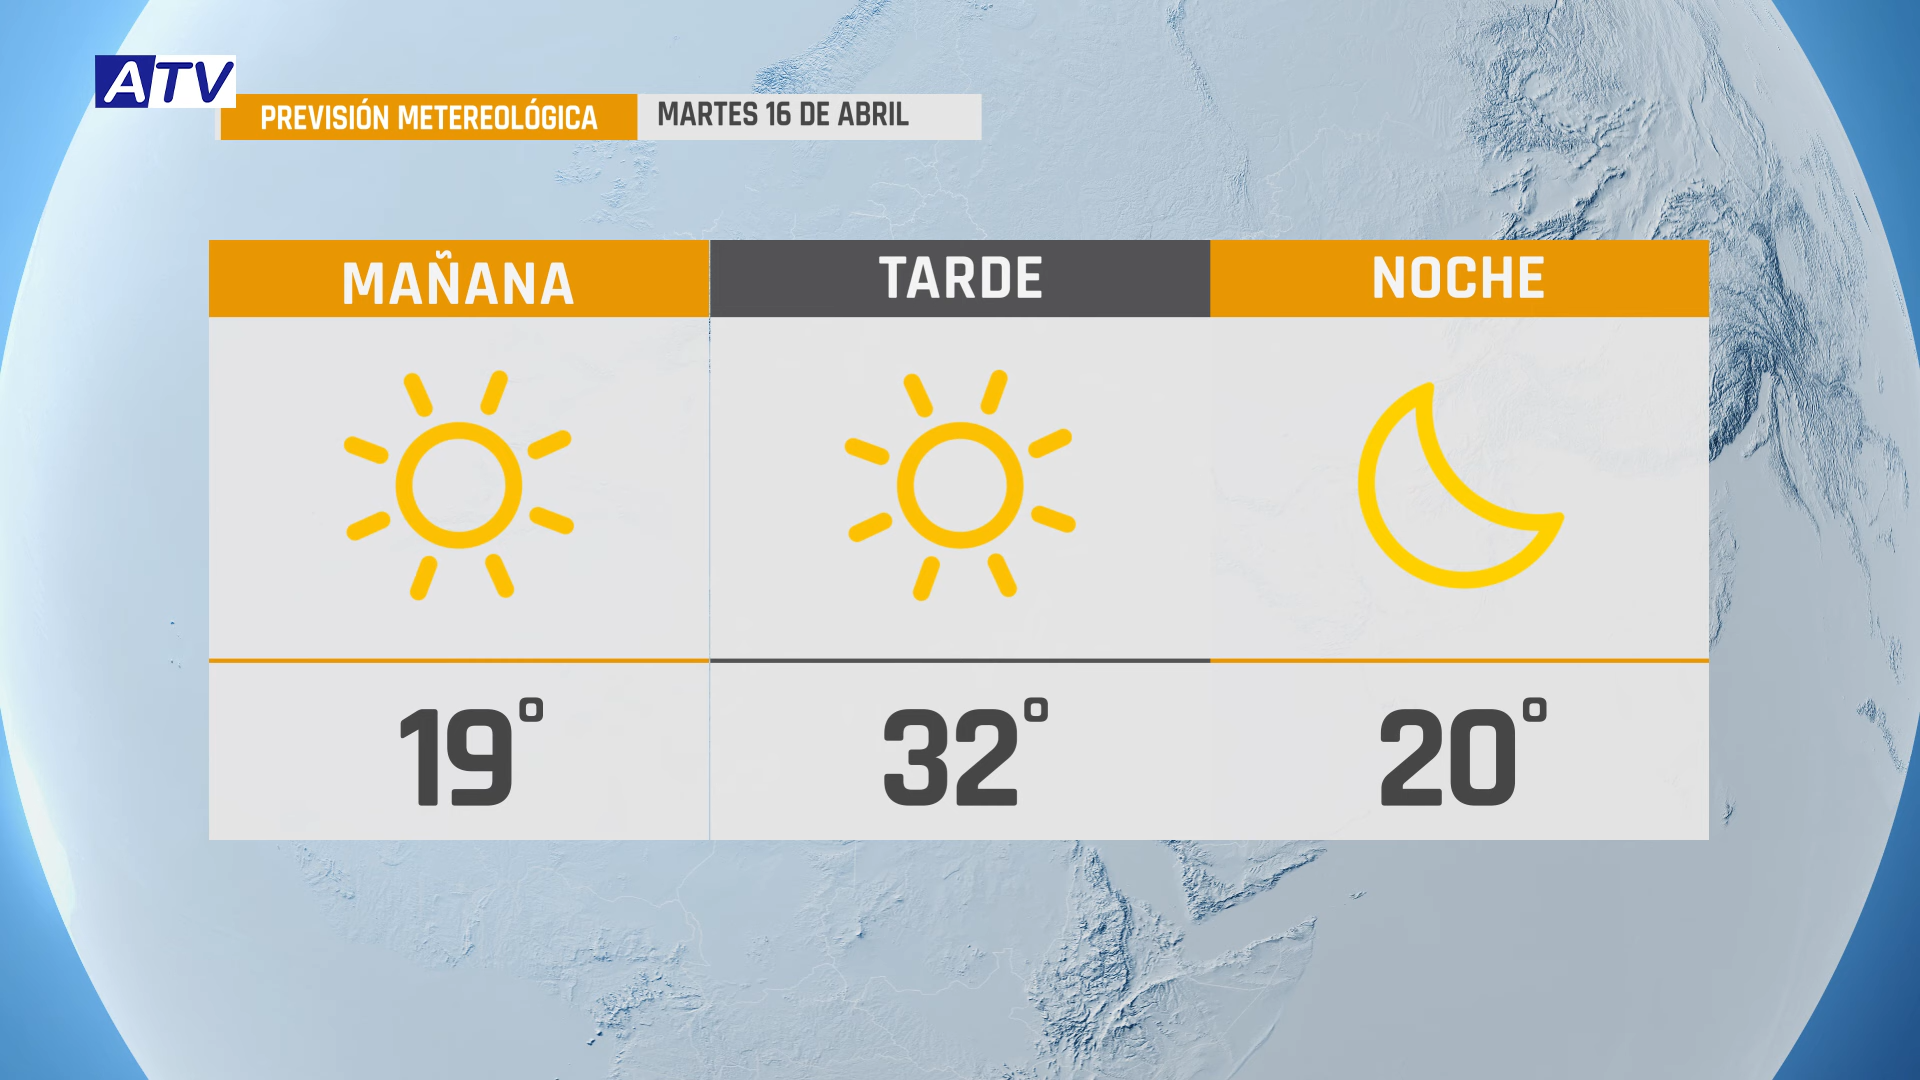 ATV
PREVISIÓN METEREOLÓGICA
MARTES 16 DE ABRIL
MAÑANA
TARDE
NOCHE
19°
32°
20°